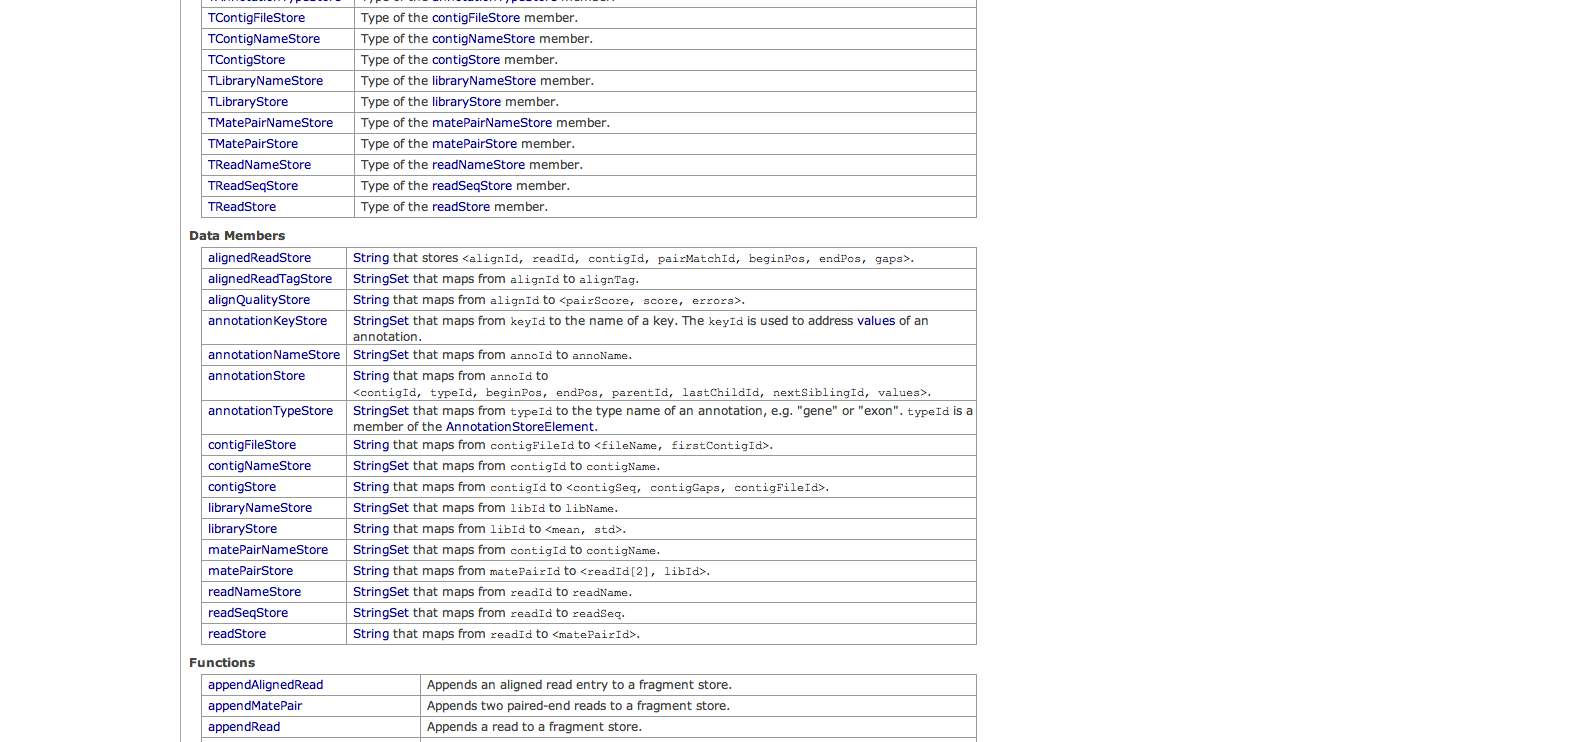 TContigFileStore Type of the contigFileStore member.
TContigNameStore Type of the contigNameStore member.
TContigStore Type of the contigStore member.
TLibraryNameStore Type of the libraryNameStore member.
TLibraryStore Type of the libraryStore member.
TMatePairNameStore Type of the matePairNameStore member.
TMatePairStore Type of the matePairStore member.
TReadNameStore Type of the readNameStore member.
TReadSeqStore Type of the readSeqStore member.
TReadStore Type of the readStore member.
Data Members
alignedReadStore String that stores <alignId, readId, contigId, pairMatchId, beginPos, endPos, gaps>.
alignedReadTagStore StringSet that maps from alignId to alignTag.
alignQualityStore String that maps from alignId to <pairScore, score, errors>.
annotationKeyStore StringSet that maps from keyId to the name of a key. The keyId is used to address values of an
annotation.
annotationNameStore StringSet that maps from annoId to annoName.
annotationStore String that maps from annoId to
<contigId, typeId, beginPos, endPos, parentId, lastChildId, nextSiblingId, values>.
annotationTypeStore StringSet that maps from typeId to the type name of an annotation, e.g. "gene" or "exon". typeId is a
member of the AnnotationStoreElement.
contigFileStore String that maps from contigFileId to <fileName, firstContigId>.
contigNameStore StringSet that maps from contigId to contigName.
contigStore String that maps from contigId to <contigSeq, contigGaps, contigFileId>.
libraryNameStore StringSet that maps from libId to libName.
libraryStore String that maps from libId to <mean, std>.
matePairNameStore StringSet that maps from contigId to contigName.
matePairStore String that maps from matePairId to <readId[2], libId>.
readNameStore StringSet that maps from readId to readName.
readSeqStore StringSet that maps from readId to readSeq.
readStore String that maps from readId to <matePairId>.
Functions
appendAlignedRead Appends an aligned read entry to a fragment store.
appendMatePair Appends two paired-end reads to a fragment store.
appendRead Appends a read to a fragment store.